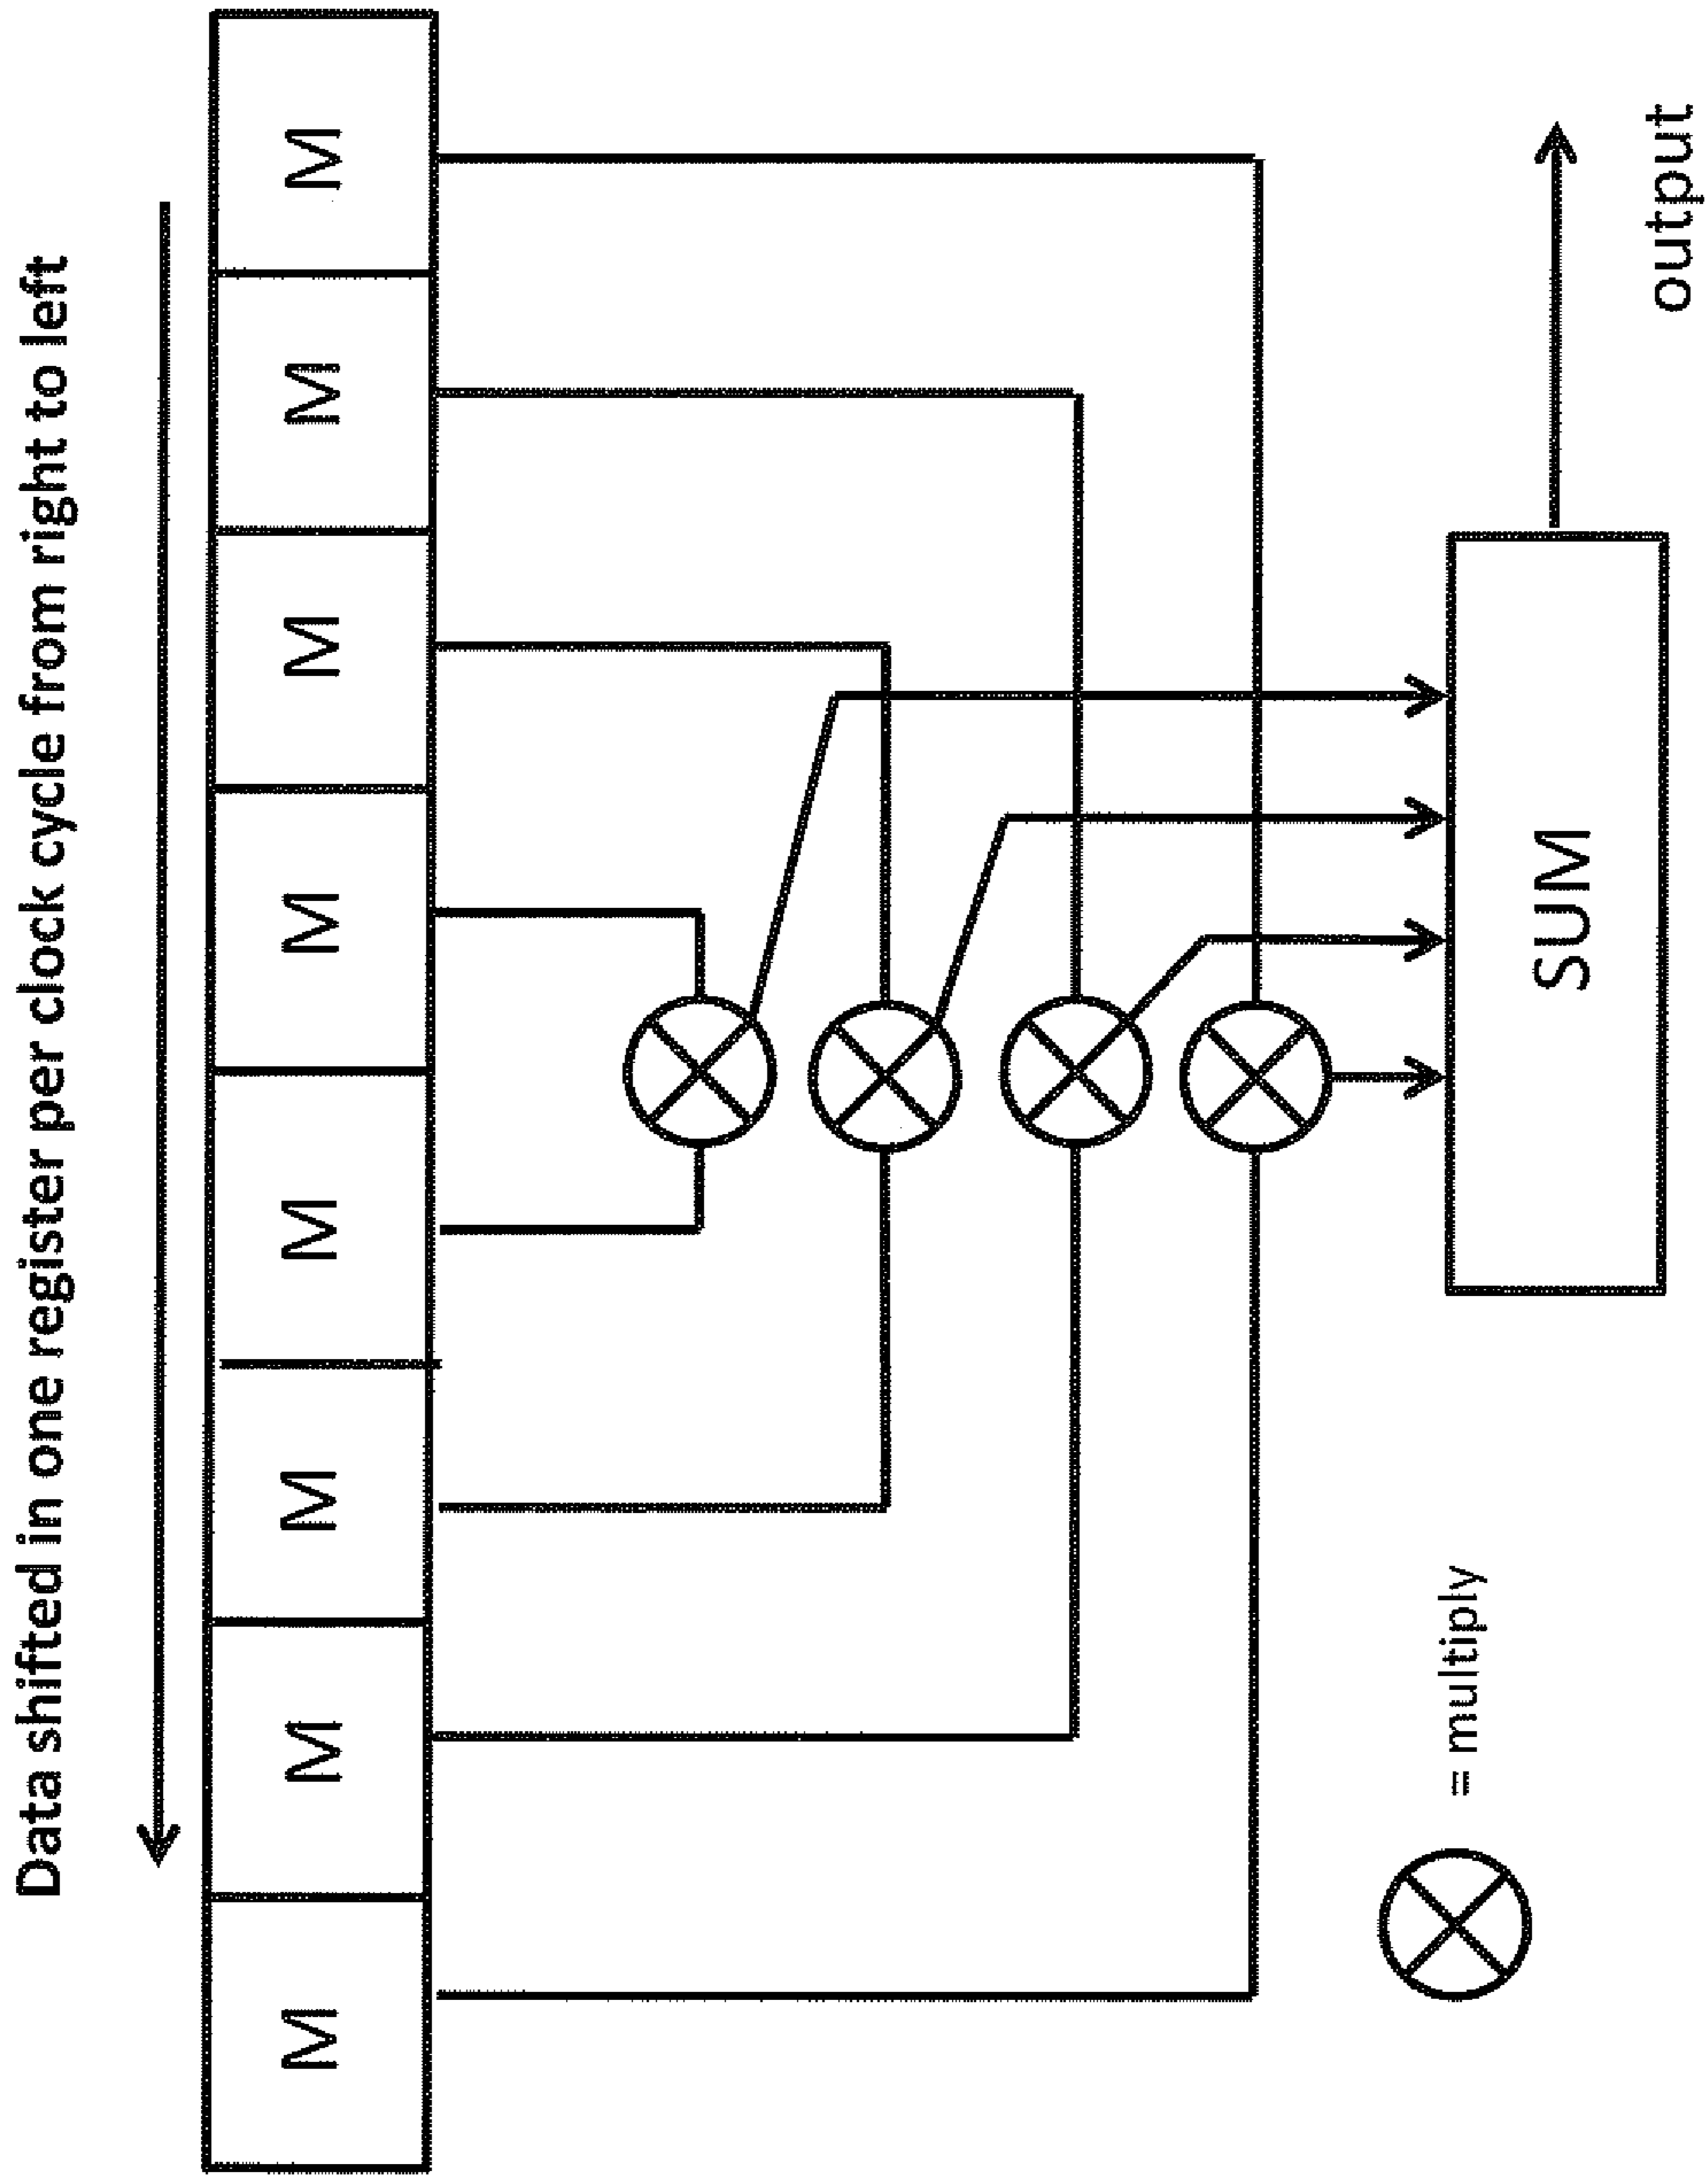 Data shifted in one register per clock cycle from right to left
M M M M M M M M
SUM
output
= multiply